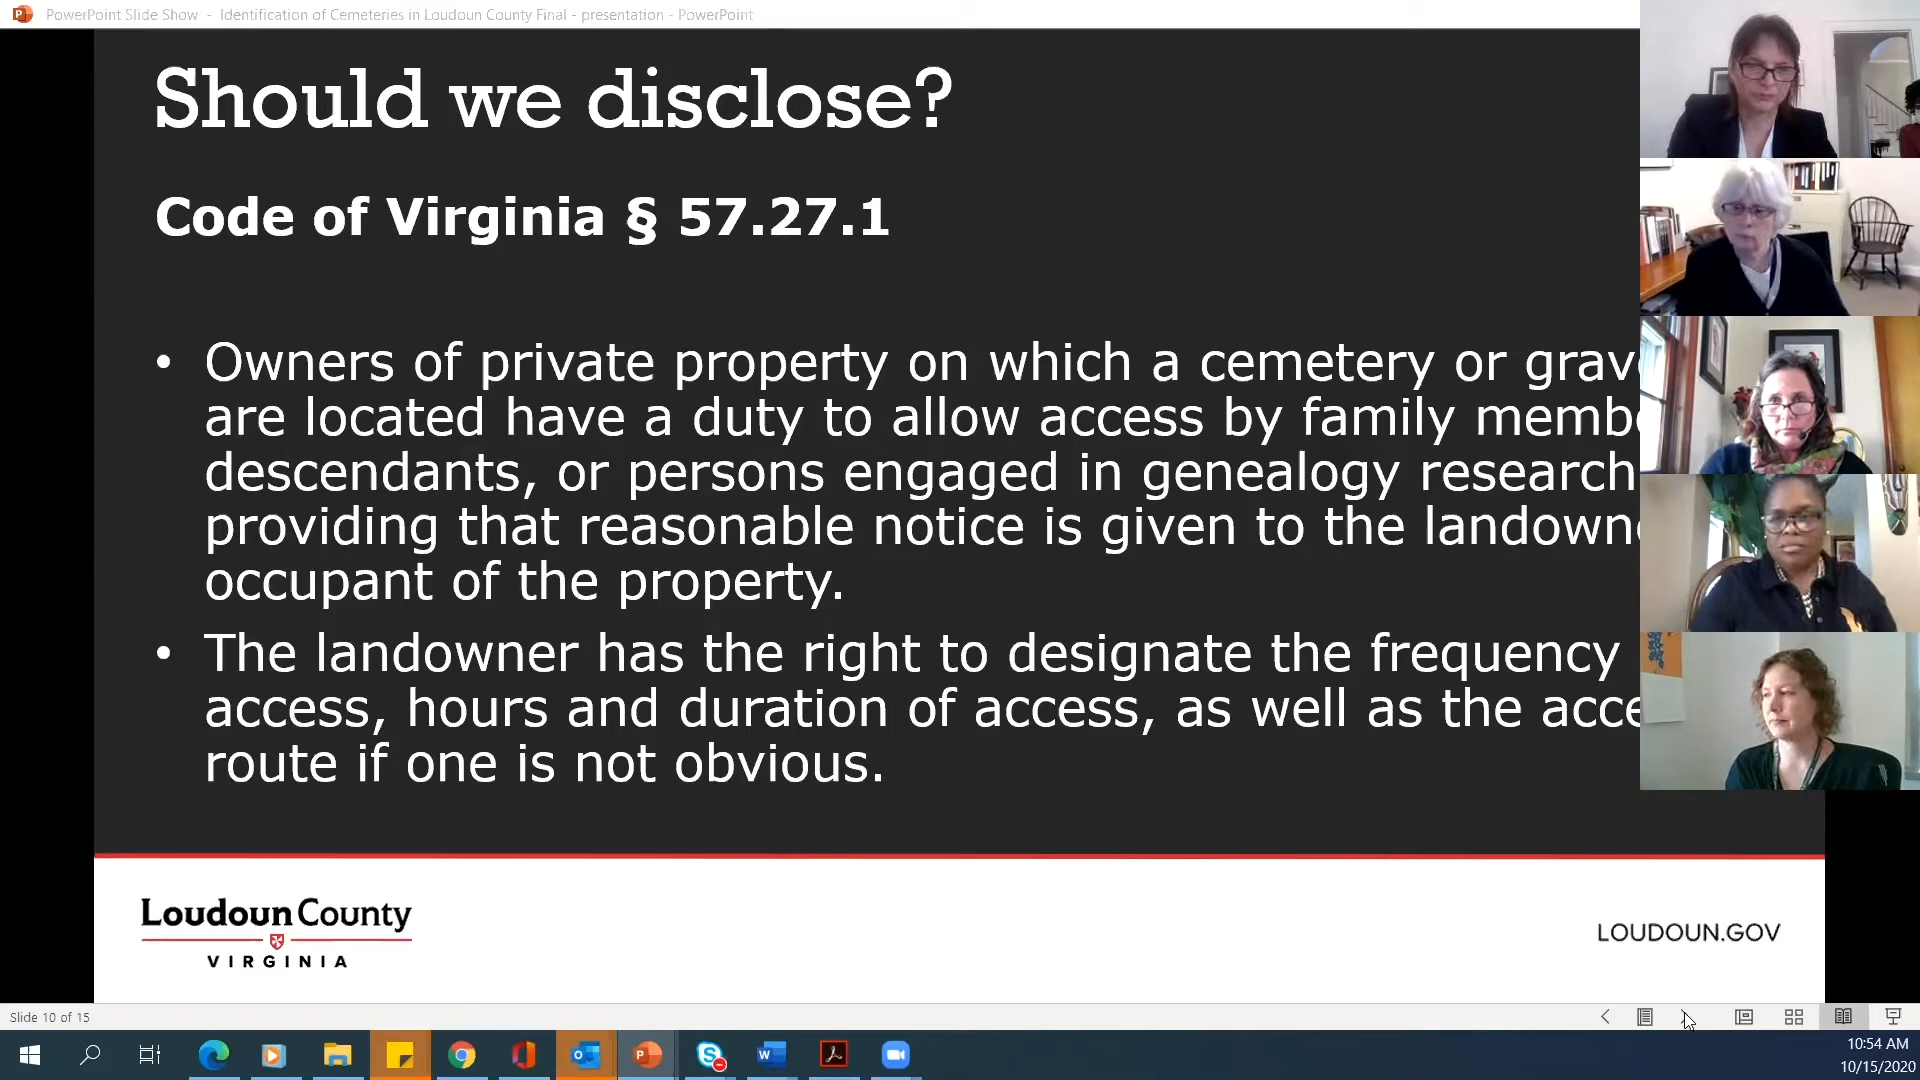 PowerPoint Slide Show - Identification of Cemeteries in Loudoun County Final - presentation - PowerPoint
Should we disclose?
Code of Virginia § 57.27.1
• Owners of private property on which a cemetery or grav
are located have a duty to allow access by family memb
descendants, or persons engaged in genealogy research
providing that reasonable notice is given to the landown
occupant of the property.
• The landowner has the right to designate the frequency
access, hours and duration of access, as well as the acc
route if one is not obvious.
Loudoun County
VIRGINIA
LOUDOUN.GOV
Slide 10 of 15
10:54 AM
10/15/2020